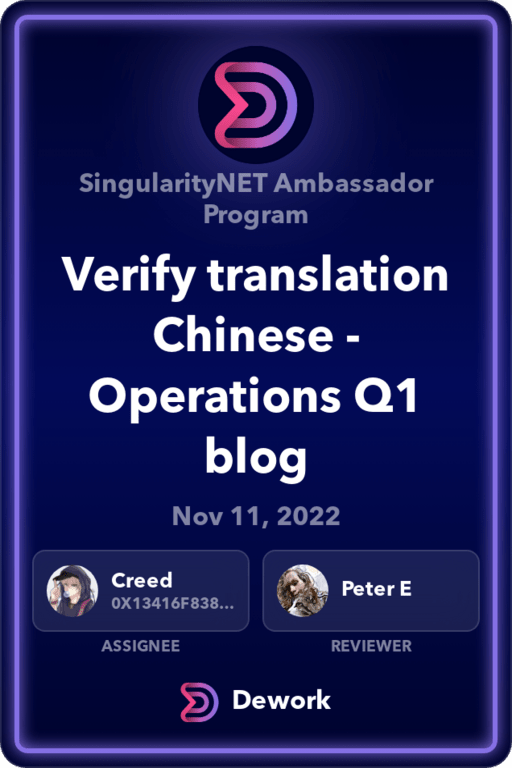 SingularityNET Ambassador
Program
Verify translation
Chinese -
Operations Q1
blog
Nov 11, 2022
Creed
0X13416F838...
Peter E
ASSIGNEE
REVIEWER
Dework